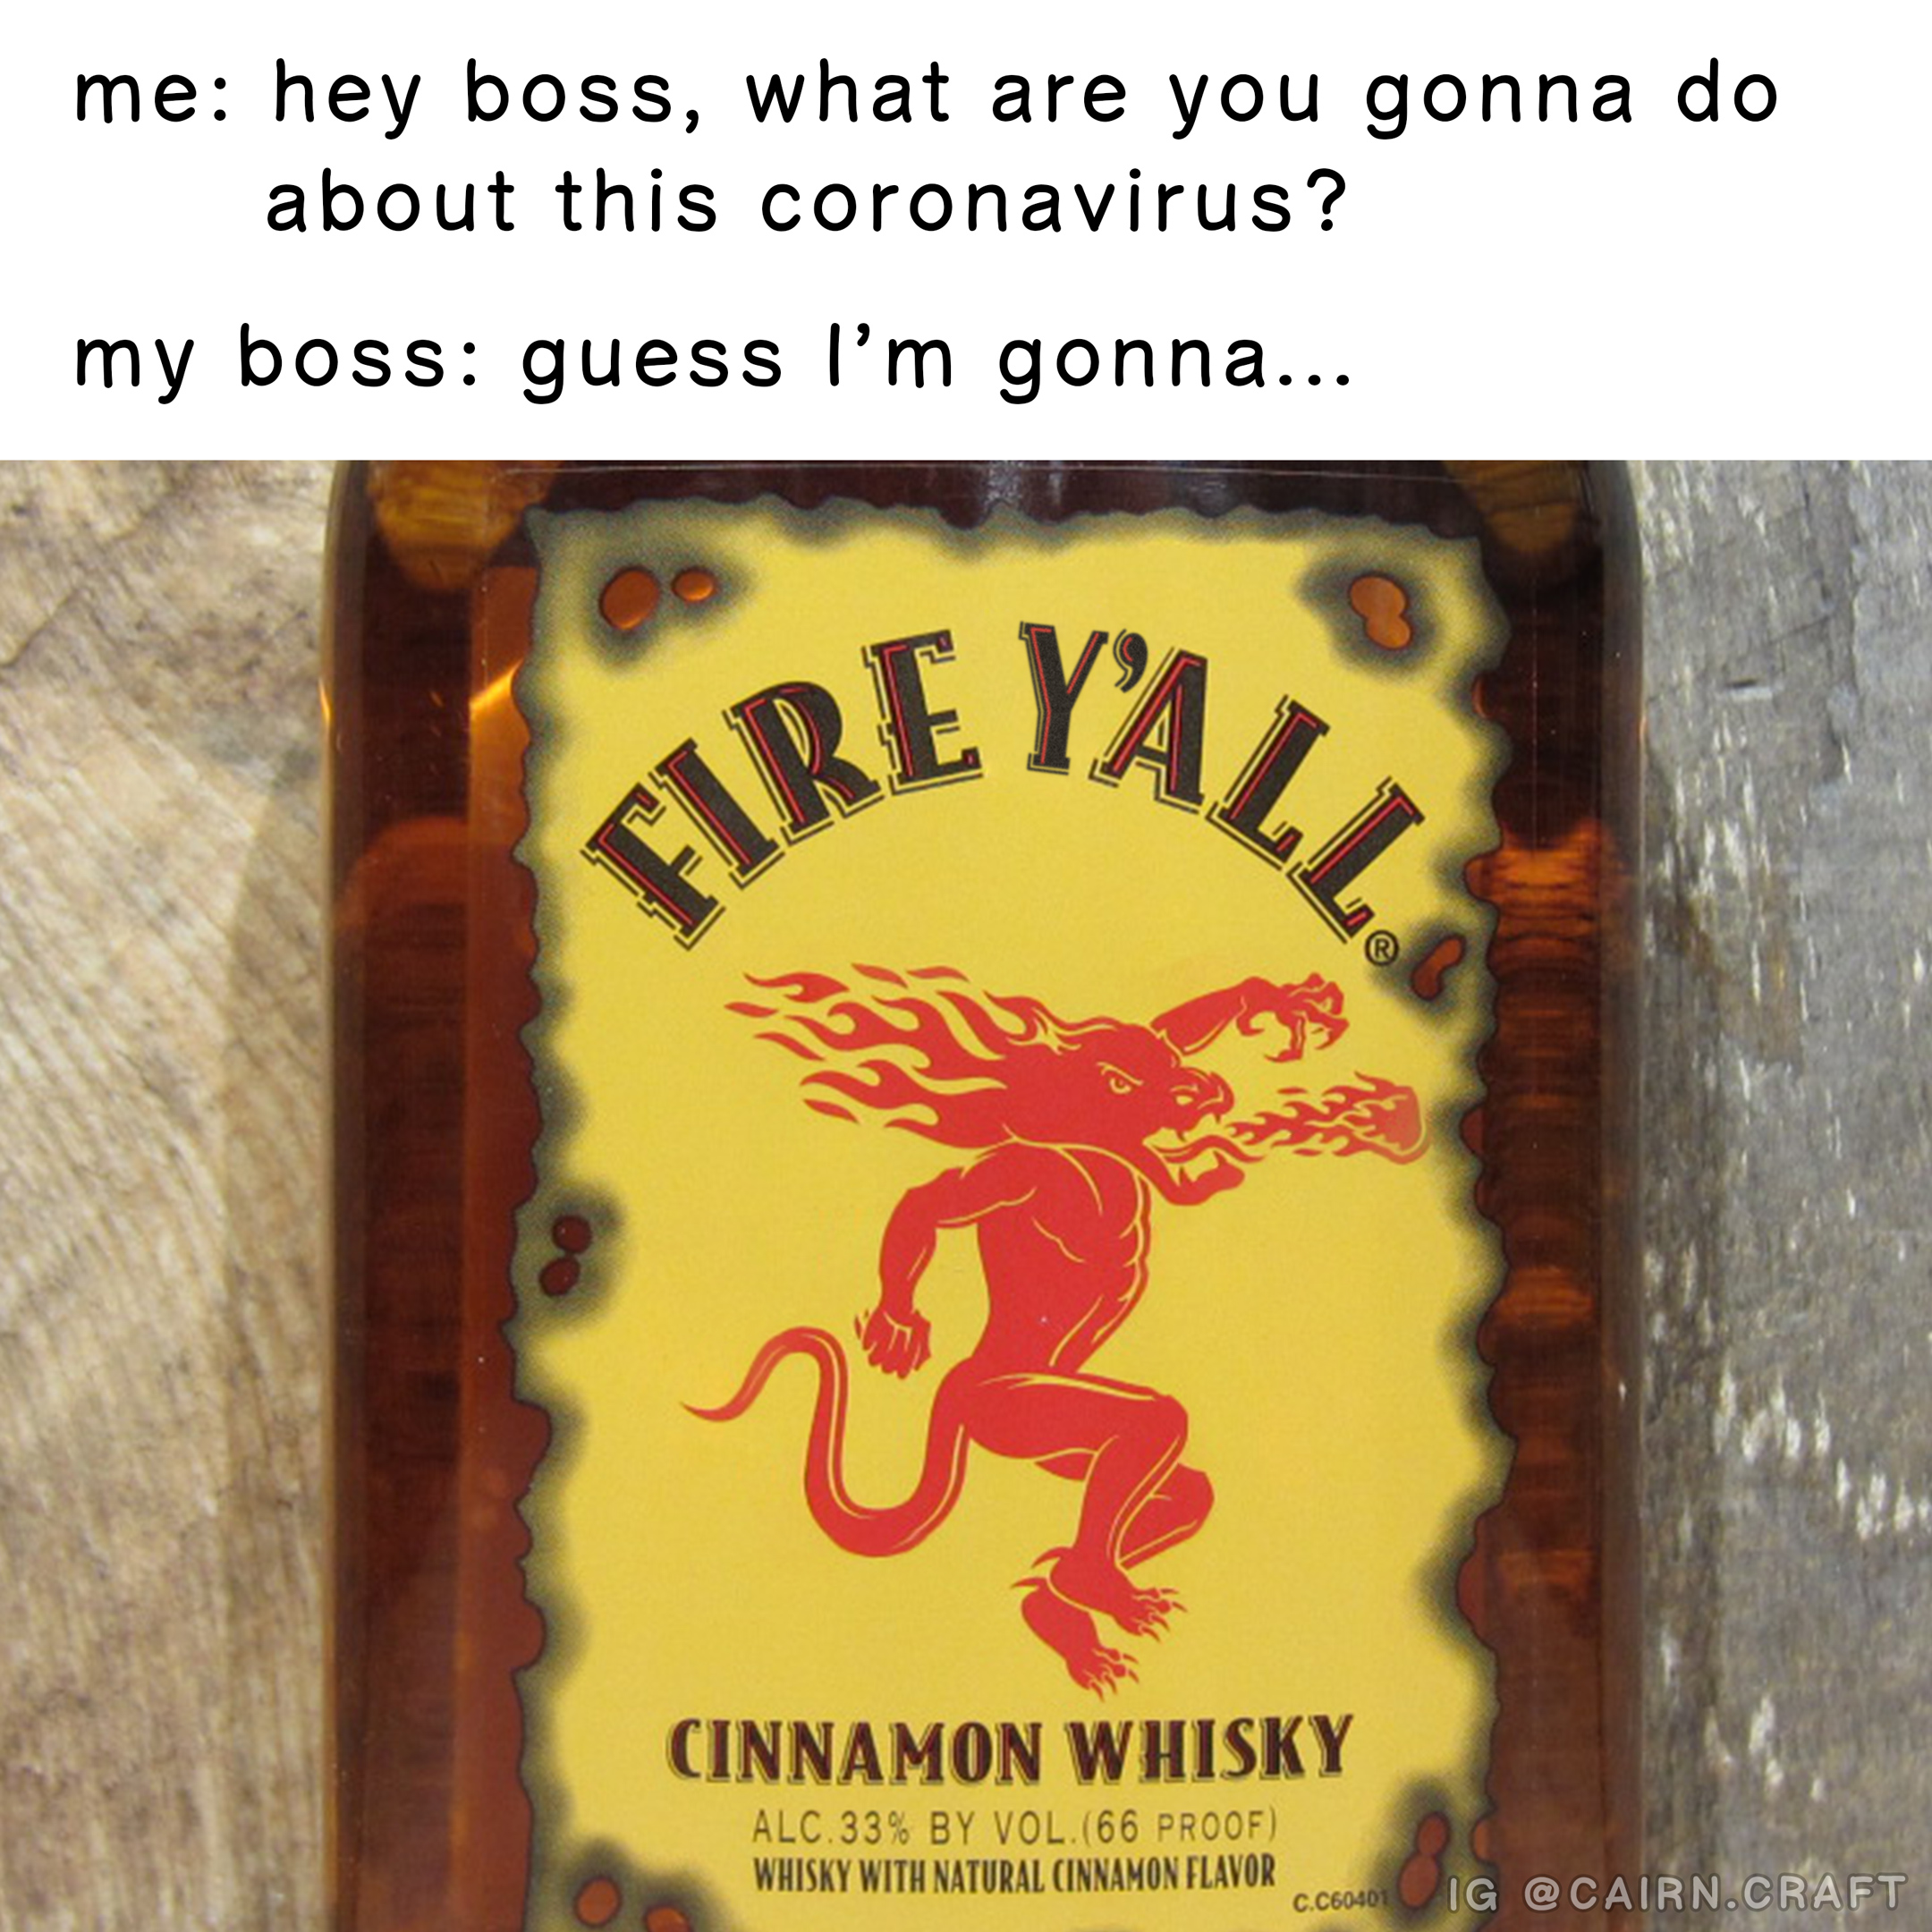 me: hey boss, what are you gonna do
about this coronavirus?
my boss: guess I’m gonna...
FIRE Y’ALL®
CINNAMON WHISKY
ALC.33% BY VOL.(66 PROOF)
WHISKY WITH NATURAL CINNAMON FLAVOR
C.C60401
IG @CAIRN.CRAFT